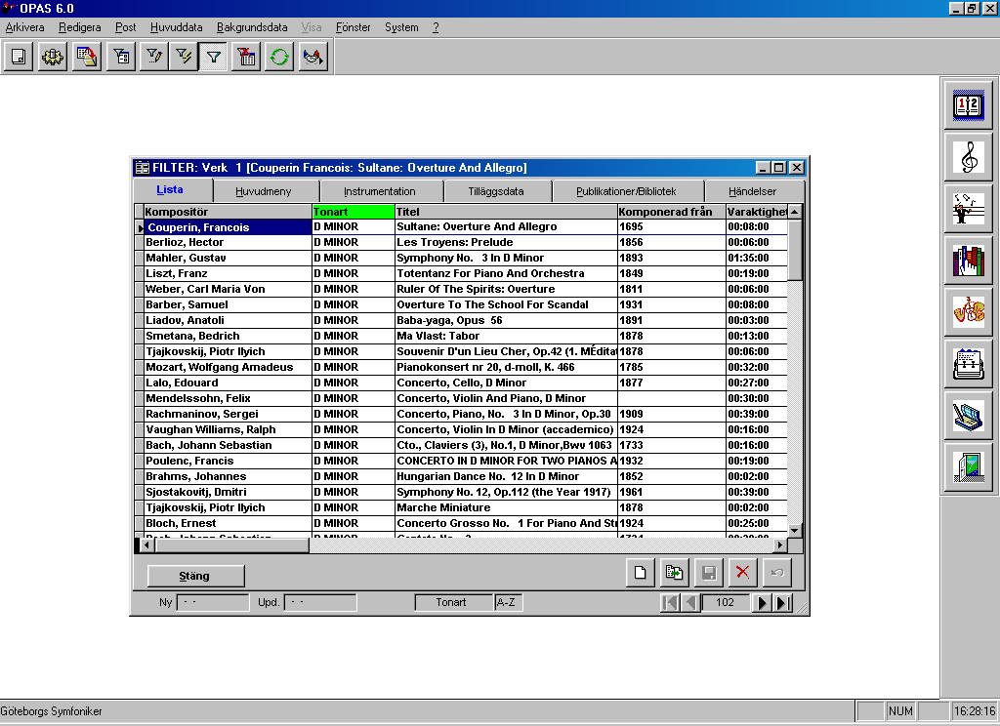 OPAS 6.0
Arkivera Redigera Post Huvuddata Bakgrundsdata Visa Fönster System ?
1 2
FILTER: Verk 1 [Couperin Francois: Sultane: Overture And Allegro]
Lista Huvudmeny Instrumentation Tilläggsdata Publikationer/Bibliotek Händelser
Kompositör Tonart Titel Komponerad från Varaktighet
Couperin, Francois D MINOR Sultane: Overture And Allegro 1695 00:08:00
Berlioz, Hector D MINOR Les Troyens: Prelude 1856 00:06:00
Mahler, Gustav D MINOR Symphony No. 3 In D Minor 1893 01:35:00
Liszt, Franz D MINOR Totentanz For Piano And Orchestra 1849 00:19:00
Weber, Carl Maria Von D MINOR Ruler Of The Spirits: Overture 1811 00:06:00
Barber, Samuel D MINOR Overture To The School For Scandal 1931 00:08:00
Liadov, Anatoli D MINOR Baba-yaga, Opus 56 1891 00:03:00
Smetana, Bedrich D MINOR Ma Vlast: Tabor 1878 00:13:00
Tjajkovskij, Piotr Ilyich D MINOR Souvenir D'un Lieu Cher, Op.42 (1. MÉditat 1878 00:06:00
Mozart, Wolfgang Amadeus D MINOR Pianokonsert nr 20, d-moll, K. 466 1785 00:32:00
Lalo, Edouard D MINOR Concerto, Cello, D Minor 1877 00:27:00
Mendelssohn, Felix D MINOR Concerto, Violin And Piano, D Minor 00:30:00
Rachmaninov, Sergei D MINOR Concerto, Piano, No. 3 In D Minor, Op.30 1909 00:39:00
Vaughan Williams, Ralph D MINOR Concerto, Violin In D Minor (accademico) 1924 00:16:00
Bach, Johann Sebastian D MINOR Cto., Claviers (3), No.1, D Minor,Bwv 1063 1733 00:16:00
Poulenc, Francis D MINOR CONCERTO IN D MINOR FOR TWO PIANOS A 1932 00:19:00
Brahms, Johannes D MINOR Hungarian Dance No. 12 In D Minor 1852 00:02:00
Sjostakovitj, Dmitri D MINOR Symphony No. 12, Op.112 (the Year 1917) 1961 00:39:00
Tjajkovskij, Piotr Ilyich D MINOR Marche Miniature 1878 00:02:00
Bloch, Ernest D MINOR Concerto Grosso No. 1 For Piano And Str 1924 00:25:00
Stäng
Ny - - Upd. - - Tonart A-Z 102
Göteborgs Symfoniker NUM 16:28:16